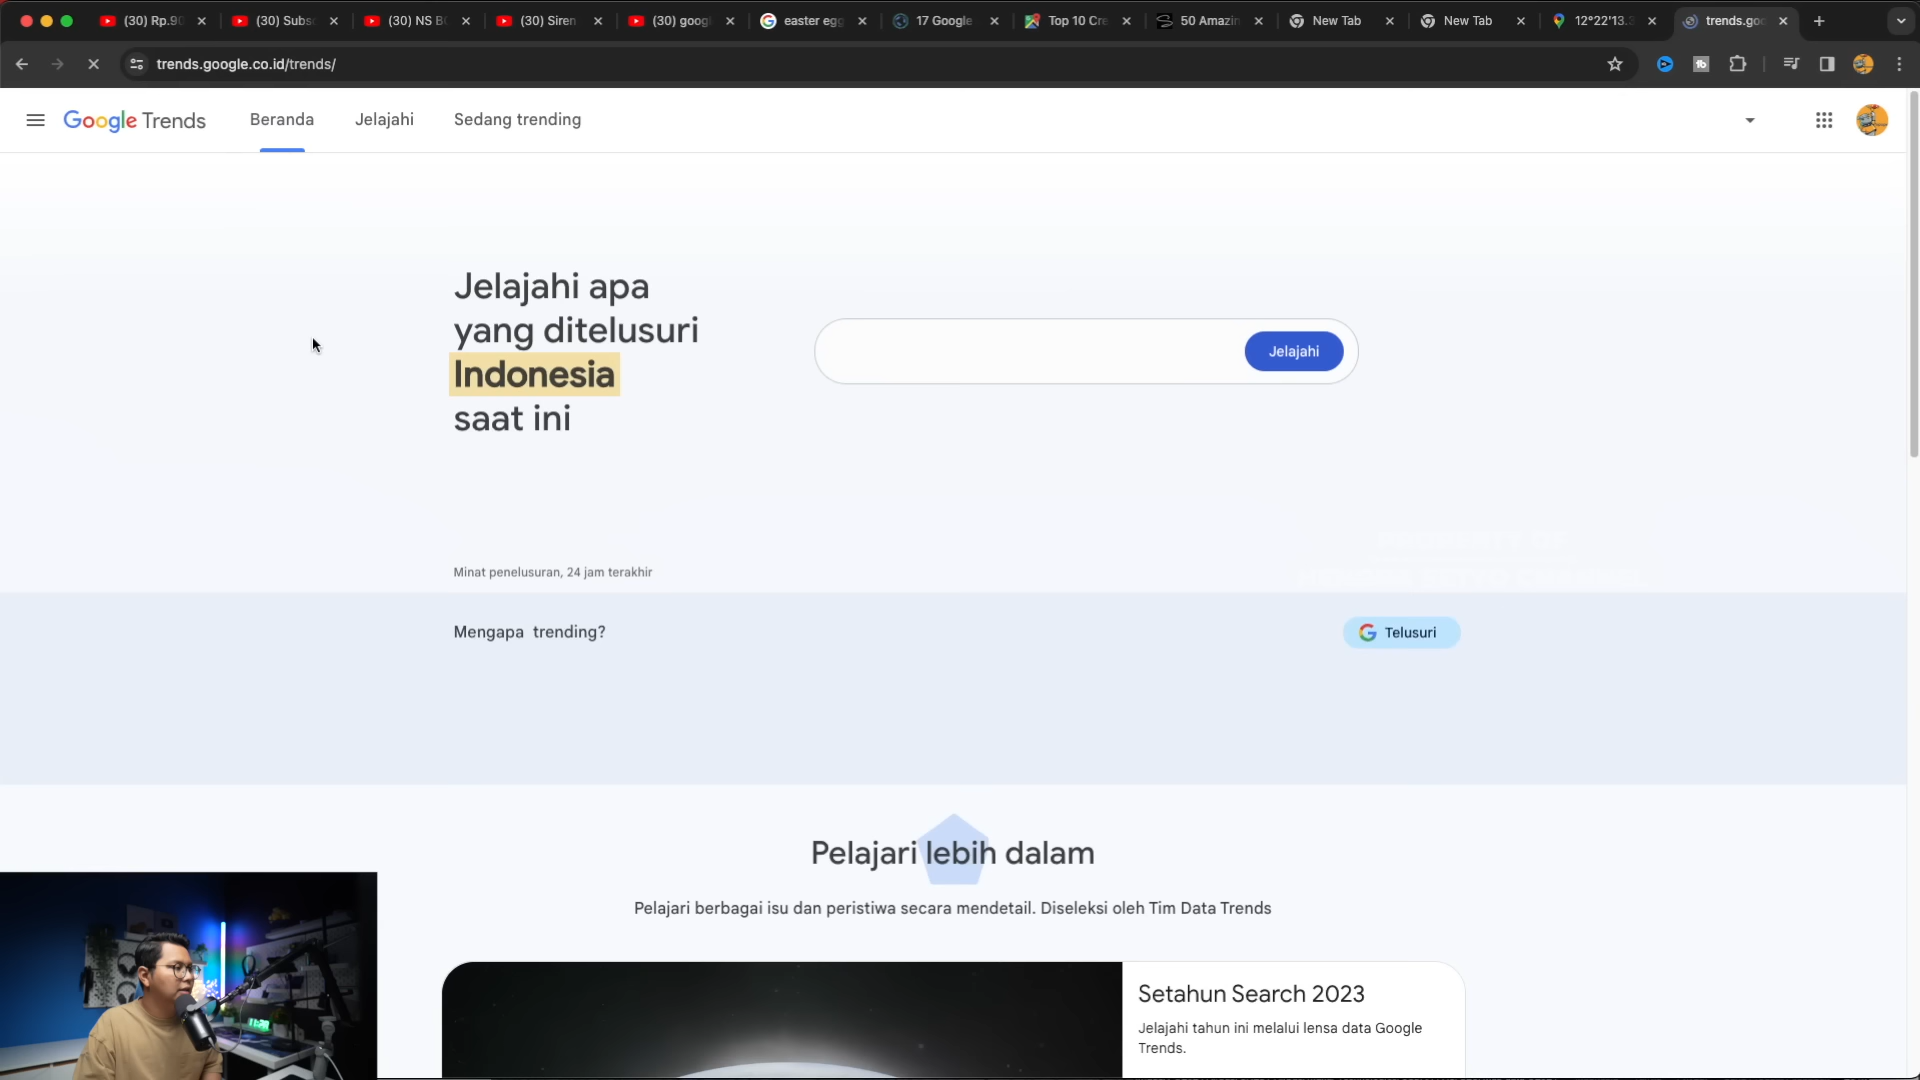 (30) Rp.90
(30) Subsc
(30) NS B
(30) Siren
(30) googl
easter egg
17 Google
Top 10 Cre
50 Amazin
New Tab
New Tab
12°22'13.3
trends.goo
trends.google.co.id/trends/
Google Trends
Beranda
Jelajahi
Sedang trending
Jelajahi apa
yang ditelusuri
Indonesia
saat ini
Jelajahi
Minat penelusuran, 24 jam terakhir
Mengapa trending?
G Telusuri
Pelajari lebih dalam
Pelajari berbagai isu dan peristiwa secara mendetail. Diseleksi oleh Tim Data Trends
Setahun Search 2023
Jelajahi tahun ini melalui lensa data Google
Trends.